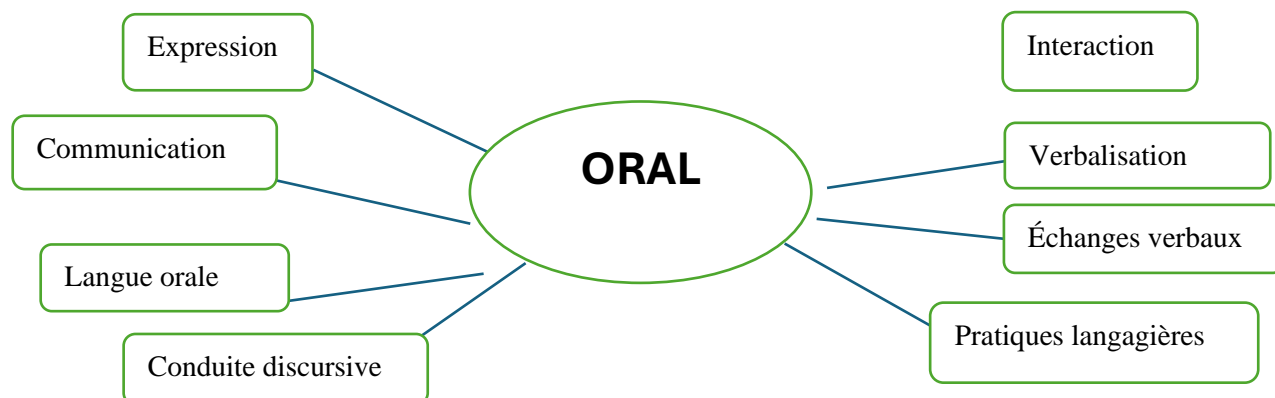 Expression
Interaction
Communication
ORAL
Verbalisation
Langue orale
Échanges verbaux
Conduite discursive
Pratiques langagières